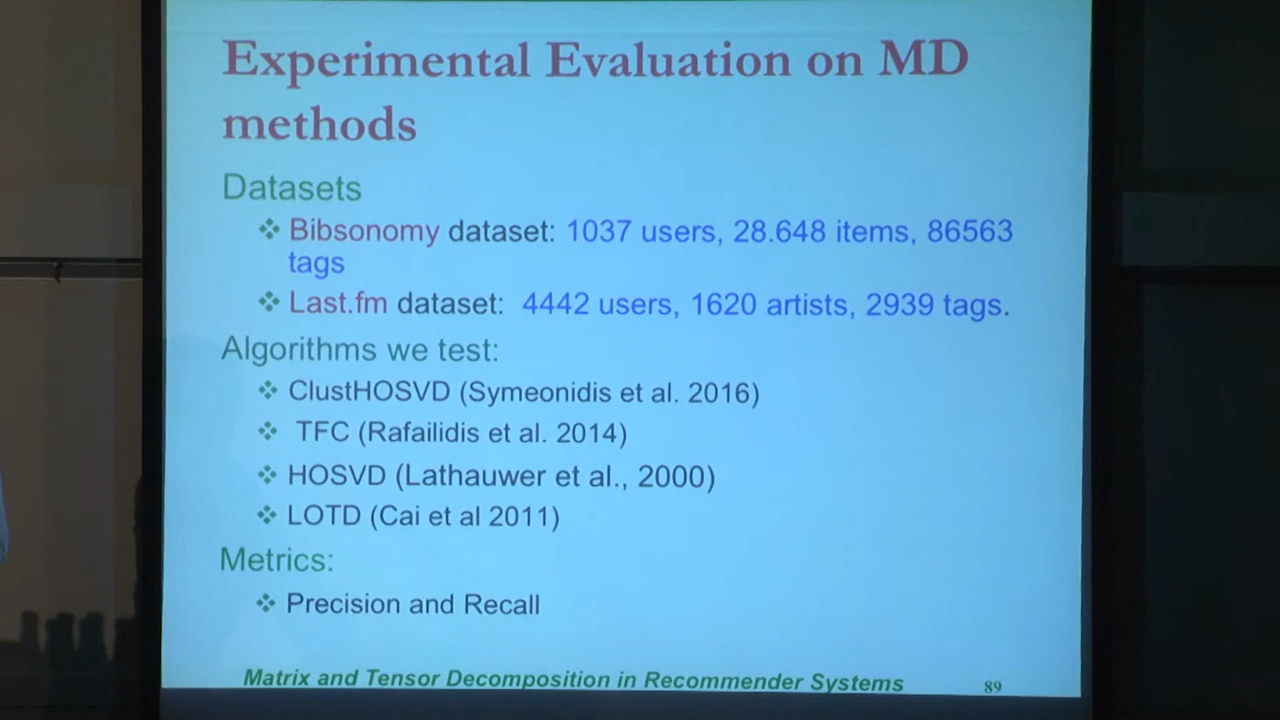 Experimental Evaluation on MD
methods
Datasets
Bibsonomy dataset: 1037 users, 28.648 items, 86563
tags
Last.fm dataset: 4442 users, 1620 artists, 2939 tags.
Algorithms we test:
ClustHOSVD (Symeonidis et al. 2016)
TFC (Rafailidis et al. 2014)
HOSVD (Lathauwer et al., 2000)
LOTD (Cai et al 2011)
Metrics:
Precision and Recall
Matrix and Tensor Decomposition in Recommender Systems
89